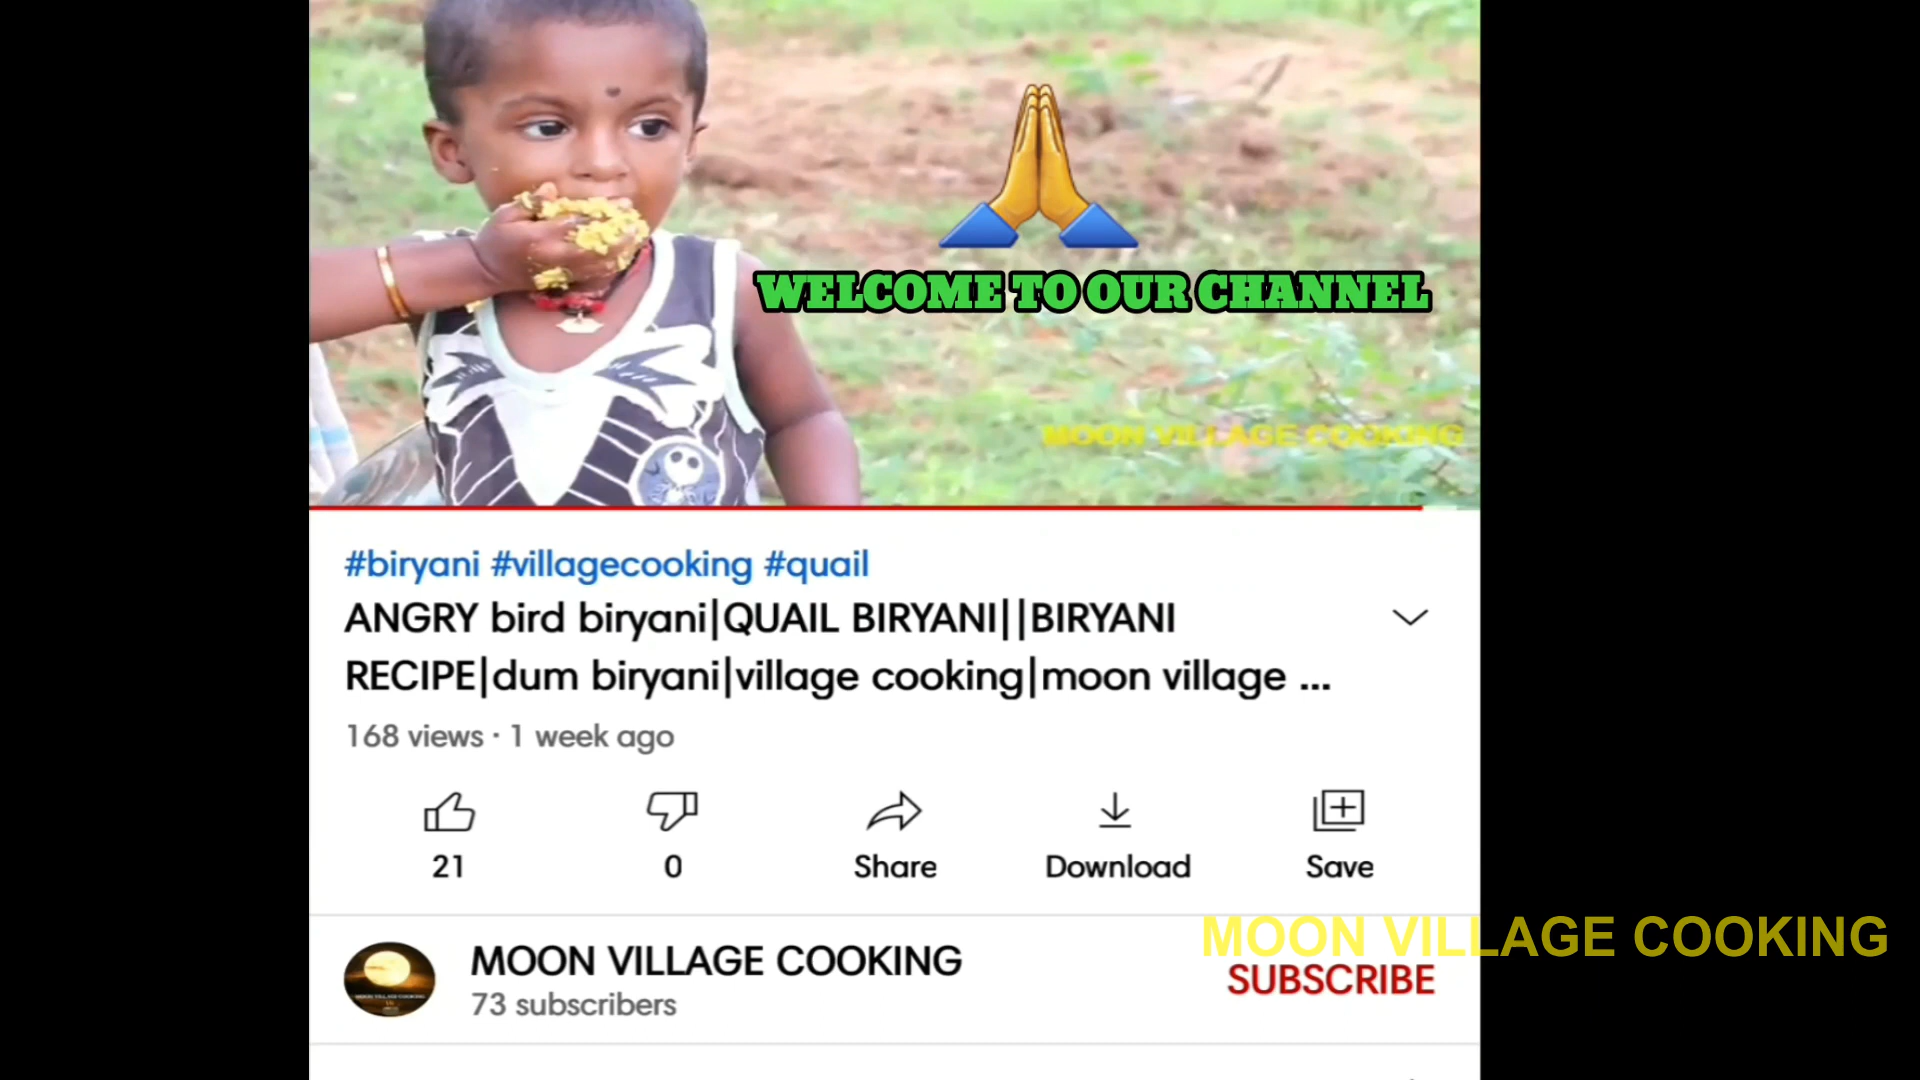 WELCOME TO OUR CHANNEL
MOON VILLAGE COOKING
#biryani #villagecooking #quail
ANGRY bird biryani|QUAIL BIRYANI||BIRYANI
RECIPE|dum biryani|village cooking|moon village ...
168 views · 1 week ago
21
0
Share
Download
Save
MOON VILLAGE COOKING
MOON VILLAGE COOKING
73 subscribers
SUBSCRIBE